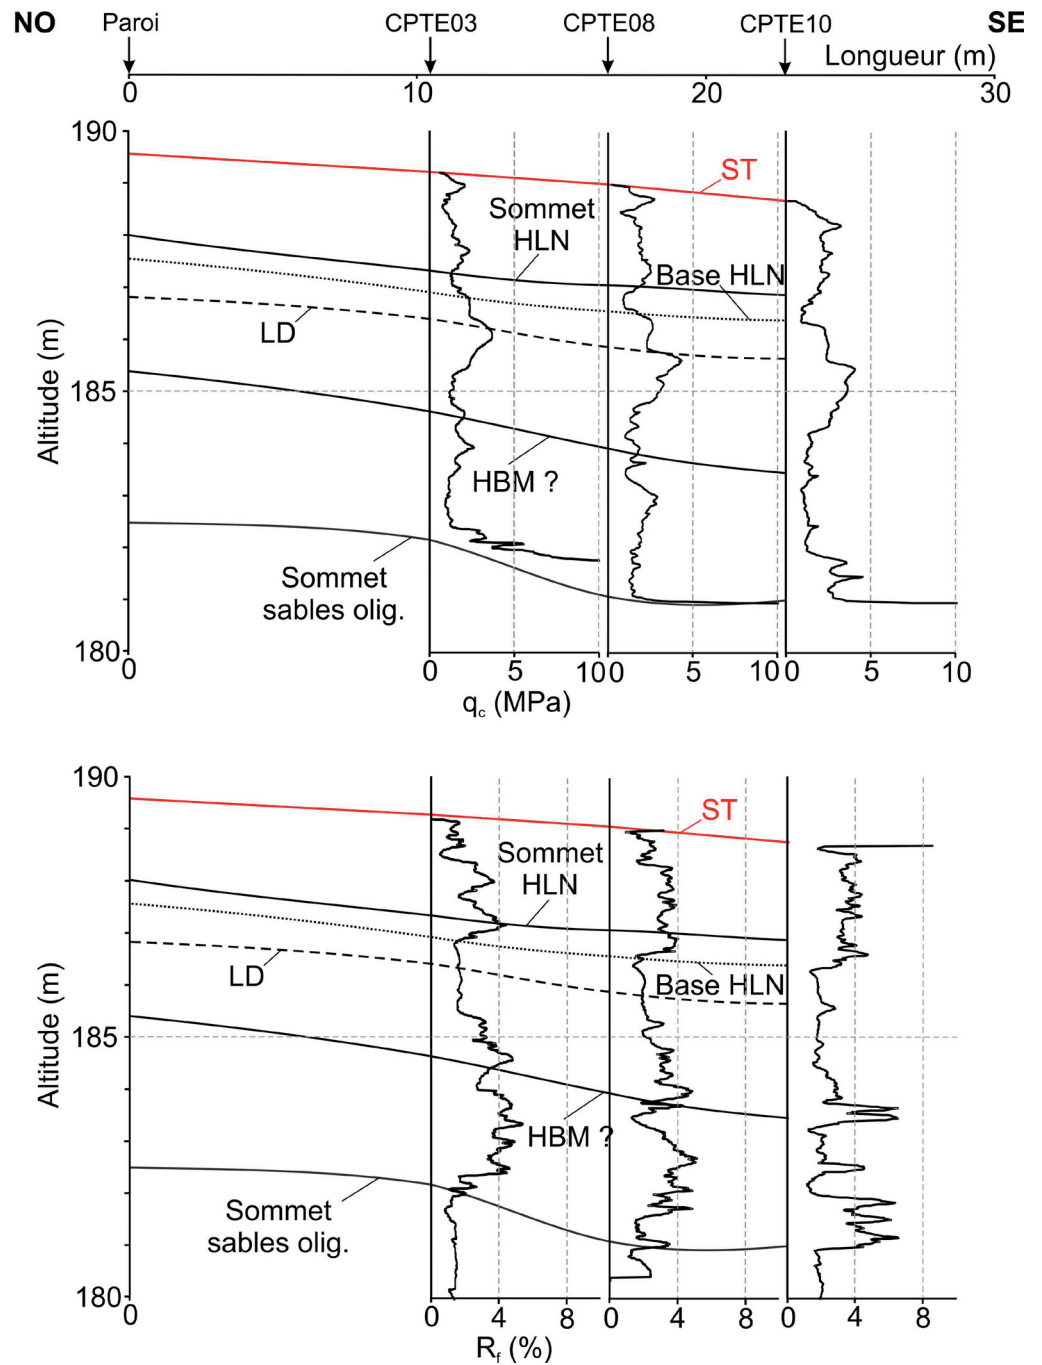 NO Paroi CPTE03 CPTE08 CPTE10 SE
Longueur (m)
0 10 20 30
190
ST
Sommet
HLN
Base HLN
LD
185
Altitude (m)
HBM ?
Sommet
sables olig.
180
0 0 5 10 0 5 10 0 5 10
qc (MPa)
190
ST
Sommet
HLN
LD
Base HLN
185
Altitude (m)
HBM ?
Sommet
sables olig.
180
0 0 4 8 0 4 8 0 4 8
Rf (%)